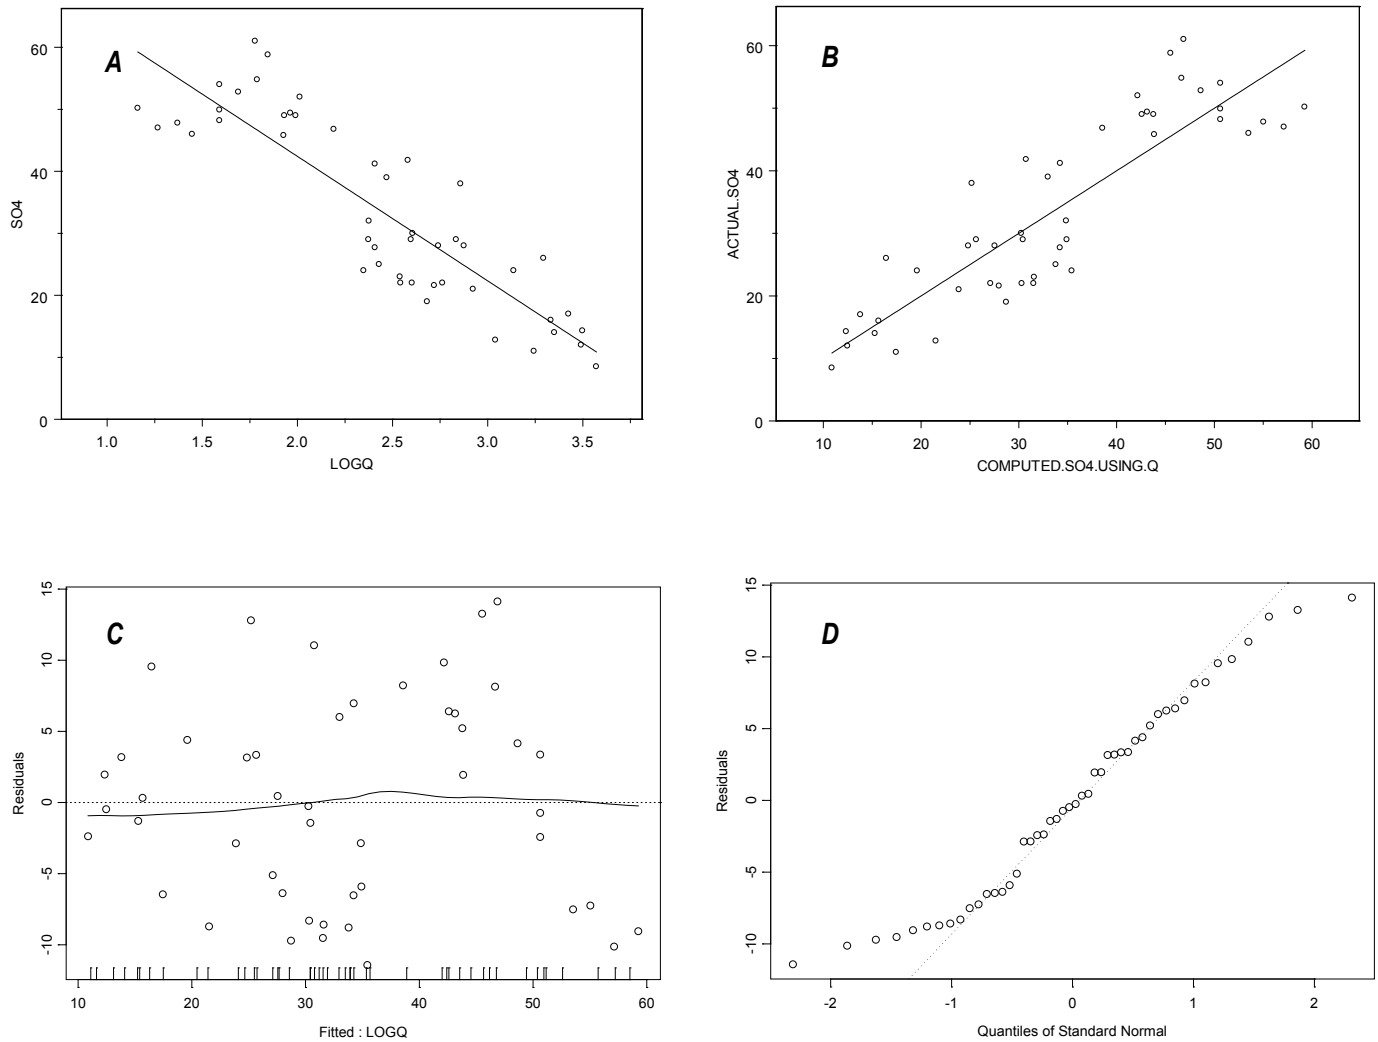 A
60
40
20
0
SO4
1.0 1.5 2.0 2.5 3.0 3.5
LOGQ
B
60
40
20
0
ACTUAL.SO4
10 20 30 40 50 60
COMPUTED.SO4.USING.Q
C
15
10
5
0
-5
-10
Residuals
10 20 30 40 50 60
Fitted : LOGQ
D
15
10
5
0
-5
-10
Residuals
-2 -1 0 1 2
Quantiles of Standard Normal